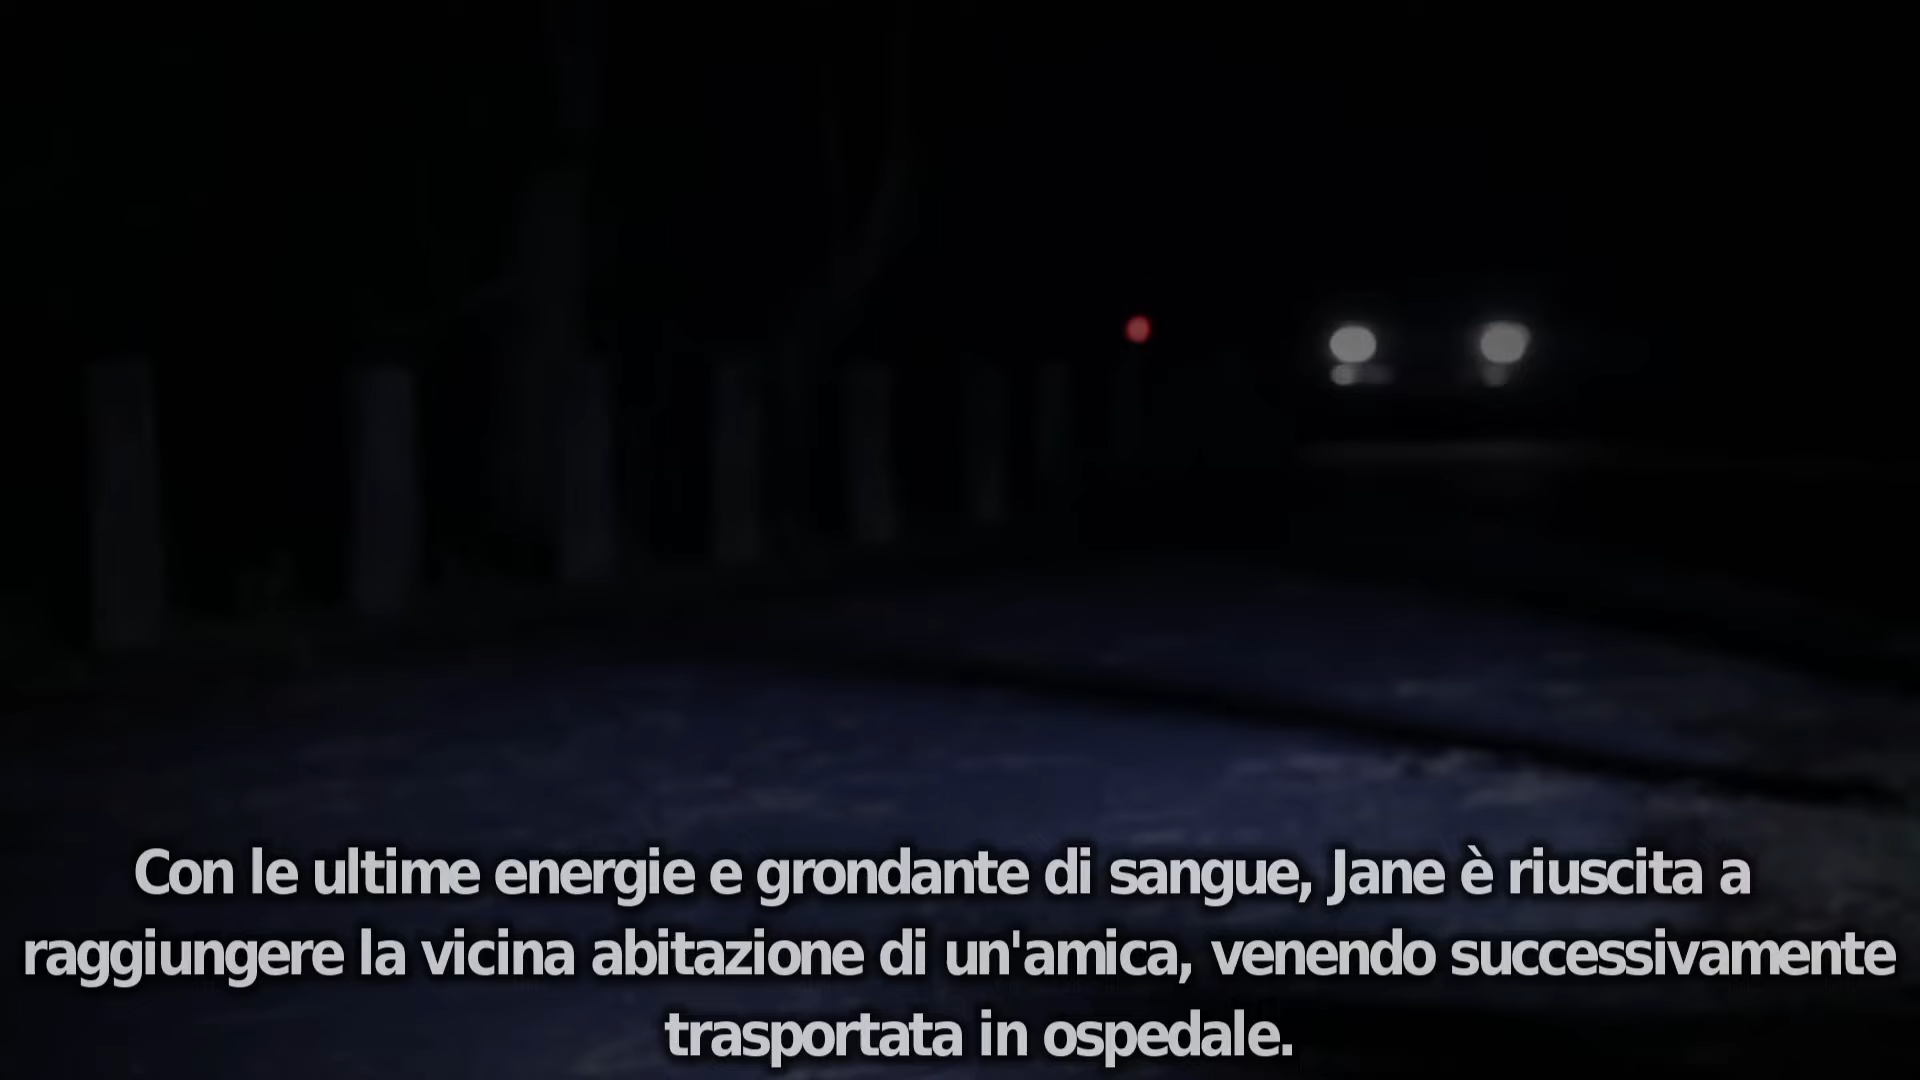 Con le ultime energie e grondante di sangue, Jane è riuscita a
raggiungere la vicina abitazione di un'amica, venendo successivamente
trasportata in ospedale.